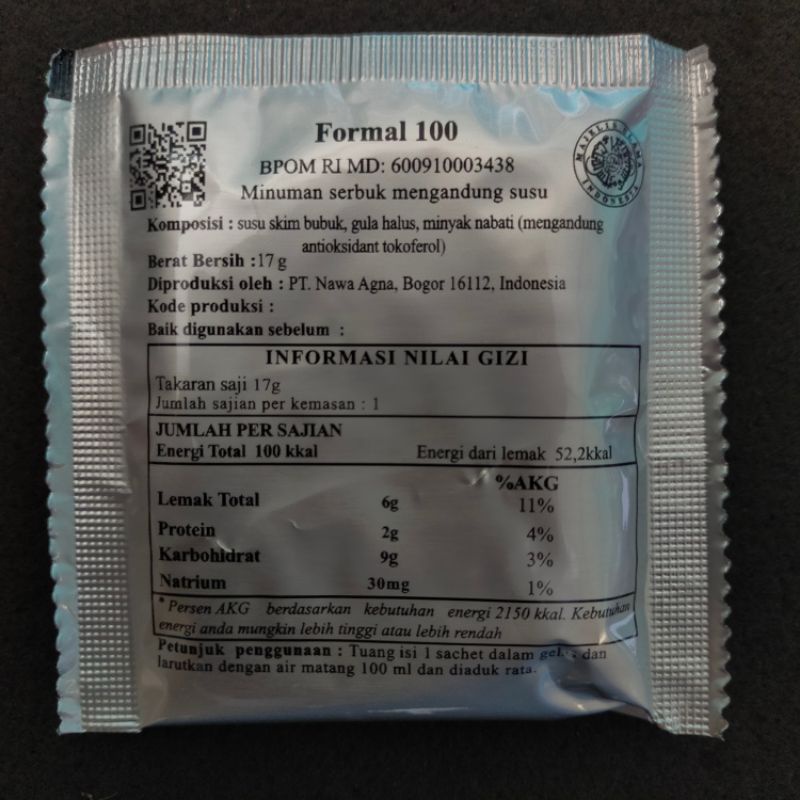 Formal 100
BPOM RI MD: 600910003438
MAJELIS ULAMA INDONESIA
Minuman serbuk mengandung susu
Komposisi : susu skim bubuk, gula halus, minyak nabati (mengandung
antioksidant tokoferol)
Berat Bersih : 17 g
Diproduksi oleh : PT. Nawa Agna, Bogor 16112, Indonesia
Kode produksi :
Baik digunakan sebelum :
INFORMASI NILAI GIZI
Takaran saji 17g
Jumlah sajian per kemasan : 1
JUMLAH PER SAJIAN
Energi Total 100 kkal Energi dari lemak 52,2kkal
%AKG
Lemak Total 6g 11%
Protein 2g 4%
Karbohidrat 9g 3%
Natrium 30mg 1%
*Persen AKG berdasarkan kebutuhan energi 2150 kkal. Kebutuhan
energi anda mungkin lebih tinggi atau lebih rendah
Petunjuk penggunaan : Tuang isi 1 sachet dalam dan
larutkan dengan air matang 100 ml dan diaduk rata.